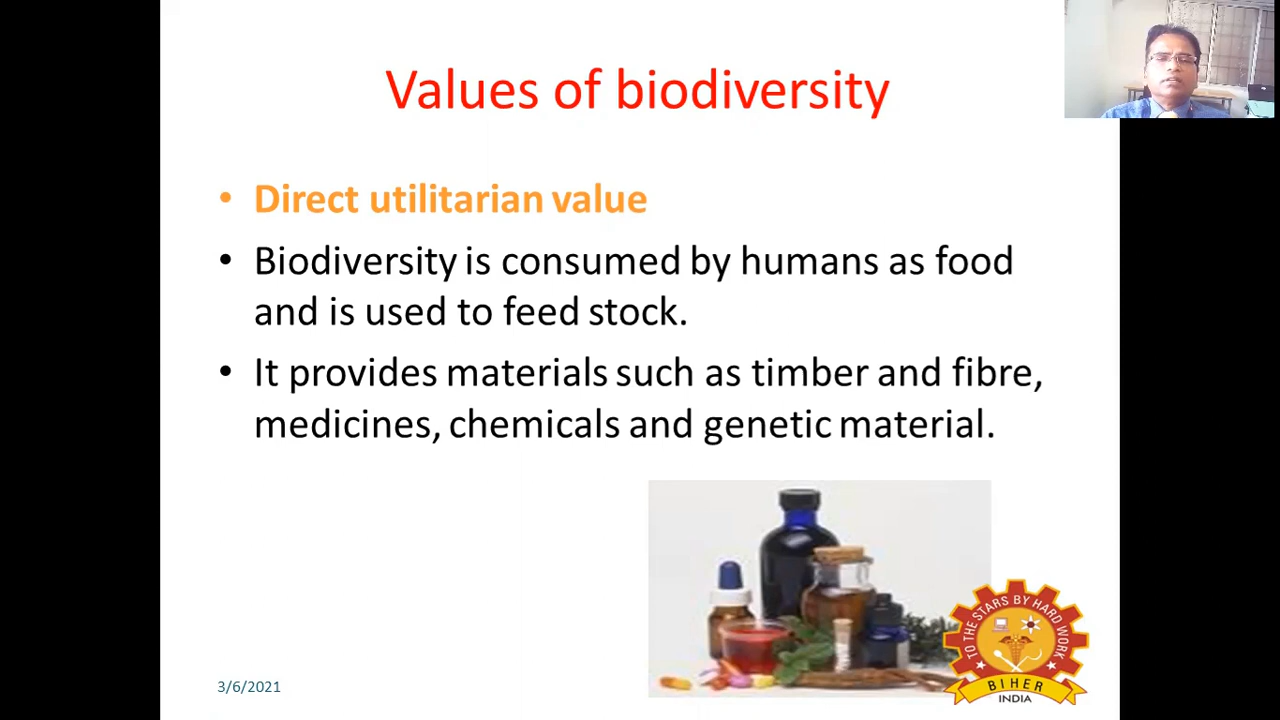 Values of biodiversity
• Direct utilitarian value
• Biodiversity is consumed by humans as food
and is used to feed stock.
• It provides materials such as timber and fibre,
medicines, chemicals and genetic material.
TO THE STARS BY HARD WORK
BIHER
INDIA
3/6/2021